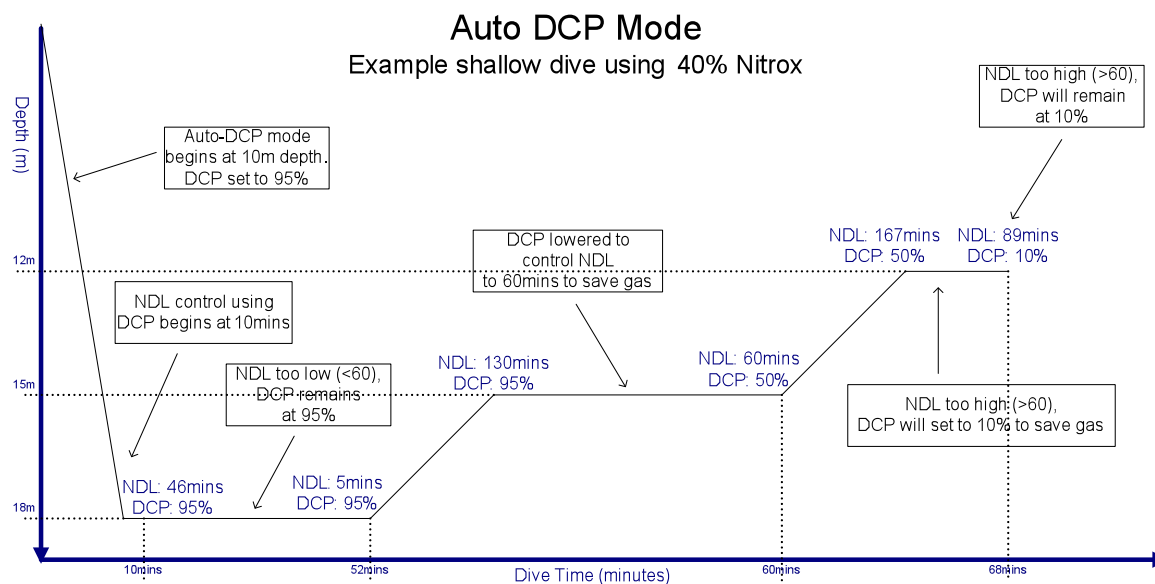 Auto DCP Mode
Example shallow dive using 40% Nitrox
Depth (m)
Auto-DCP mode
begins at 10m depth.
DCP set to 95%
NDL too high (>60),
DCP will remain
at 10%
DCP lowered to
control NDL
to 60mins to save gas
NDL: 167mins
DCP: 50%
NDL: 89mins
DCP: 10%
12m
NDL control using
DCP begins at 10mins
NDL too low (<60),
DCP remains
at 95%
NDL: 130mins
DCP: 95%
NDL: 60mins
DCP: 50%
15m
NDL too high (>60),
DCP will set to 10% to save gas
NDL: 46mins
DCP: 95%
NDL: 5mins
DCP: 95%
18m
10mins
52mins
Dive Time (minutes)
60mins
68mins